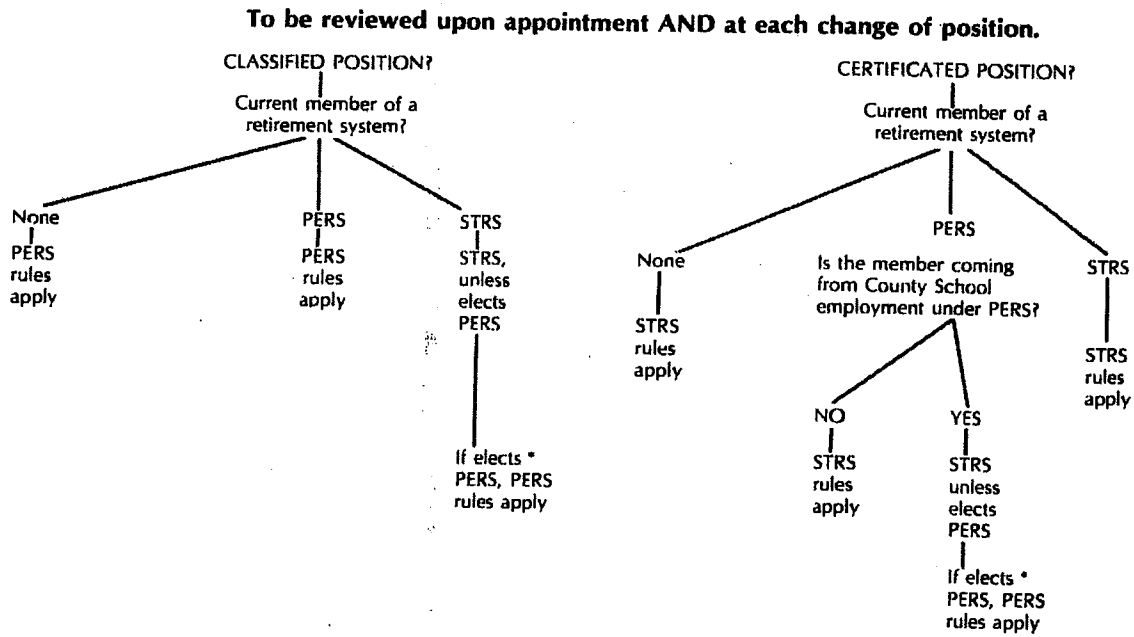 To be reviewed upon appointment AND at each change of position.
CLASSIFIED POSITION?
Current member of a
retirement system?
None
PERS
rules
apply
PERS
PERS
rules
apply
STRS
STRS,
unless
elects
PERS
If elects *
PERS, PERS
rules apply
CERTIFICATED POSITION?
Current member of a
retirement system?
None
STRS
rules
apply
PERS
Is the member coming
from County School
employment under PERS?
NO
STRS
rules
apply
YES
STRS
unless
elects
PERS
If elects *
PERS, PERS
rules apply
STRS
STRS
rules
apply